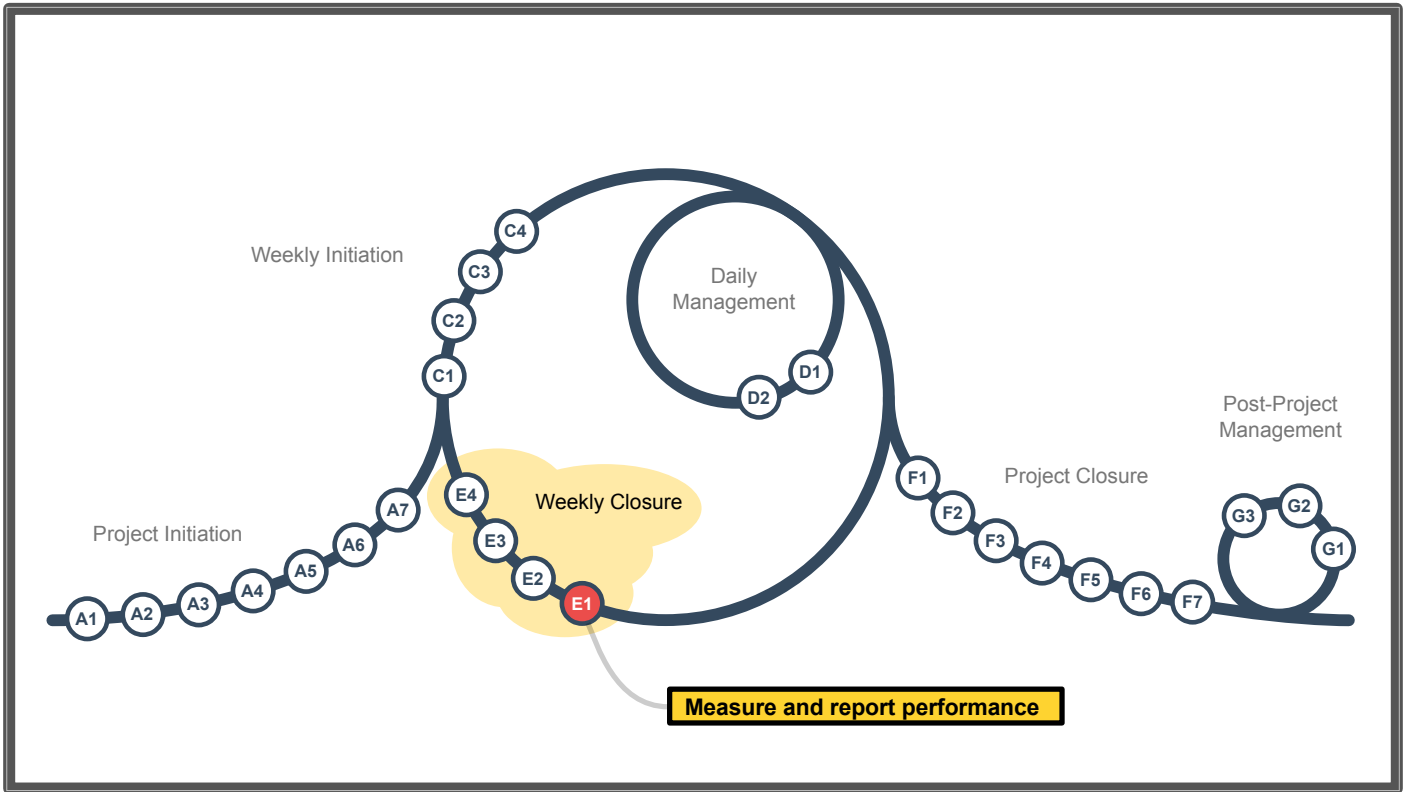 C4
Weekly Initiation
C3
Daily
Management
C2
D1
C1
D2
Post-Project
Management
F1
Project Closure
E4
Weekly Closure
G3
G2
A7
F2
Project Initiation
A6
E3
F3
G1
A5
E2
F4
A4
F5
A3
E1
F6
A2
F7
A1
Measure and report performance